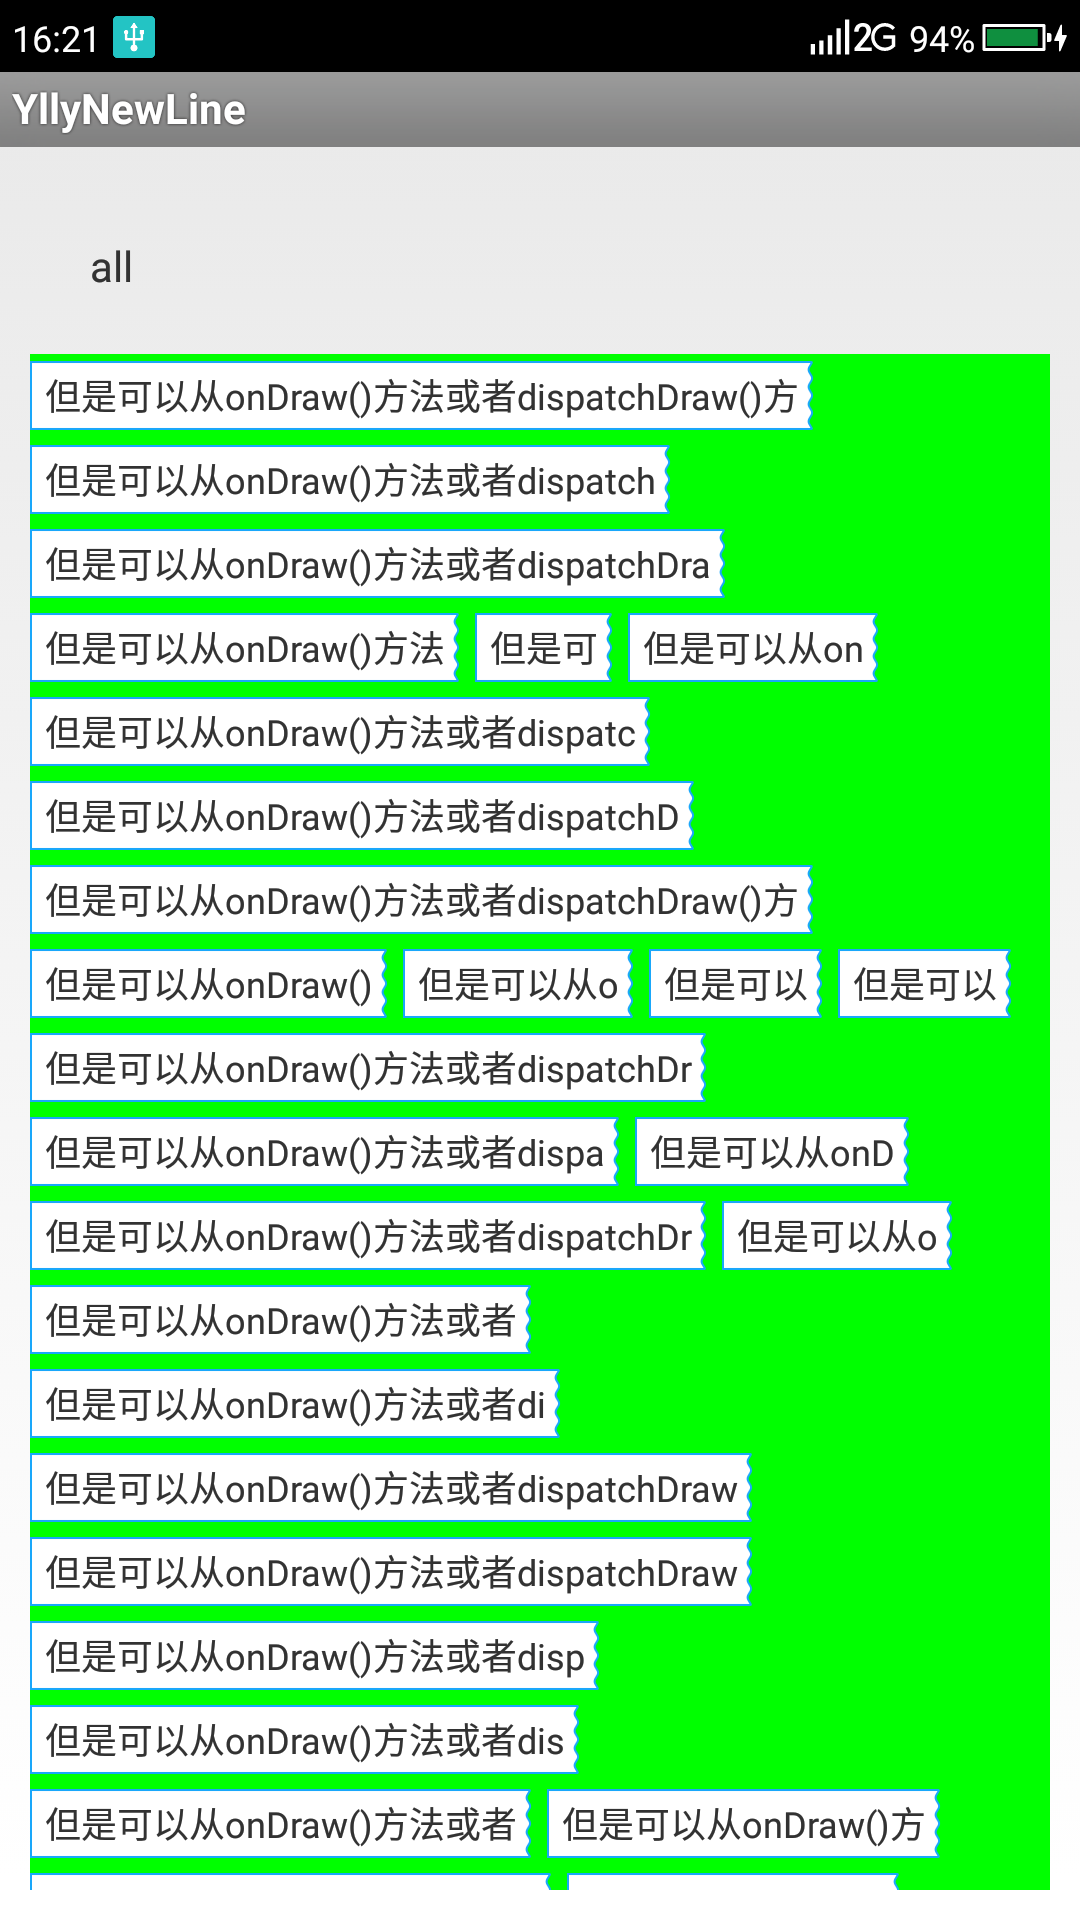 16:21 2G 94%
YllyNewLine
all
但是可以从onDraw()方法或者dispatchDraw()方
但是可以从onDraw()方法或者dispatch
但是可以从onDraw()方法或者dispatchDra
但是可以从onDraw()方法 但是可 但是可以从on
但是可以从onDraw()方法或者dispatc
但是可以从onDraw()方法或者dispatchD
但是可以从onDraw()方法或者dispatchDraw()方
但是可以从onDraw() 但是可以从o 但是可以 但是可以
但是可以从onDraw()方法或者dispatchDr
但是可以从onDraw()方法或者dispa 但是可以从onD
但是可以从onDraw()方法或者dispatchDr 但是可以从o
但是可以从onDraw()方法或者
但是可以从onDraw()方法或者di
但是可以从onDraw()方法或者dispatchDraw
但是可以从onDraw()方法或者dispatchDraw
但是可以从onDraw()方法或者disp
但是可以从onDraw()方法或者dis
但是可以从onDraw()方法或者 但是可以从onDraw()方